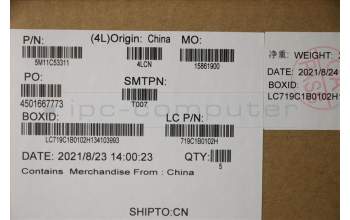 P/N: (4L)Origin: China MO:
5M11C53311 4LCN 15861900
净重: WEIGHT:
PO: SMTPN:
4501667773 T007
DATE: 2021/8/24
BOXID:
LC719C1B0102H
BOXID: LC P/N:
LC719C1B0102H134103993 719C1B0102H
DATE: 2021/8/23 14:00:23 QTY:
5
Contains Merchandise From : China
SHIPTO:CN
ipc-computer